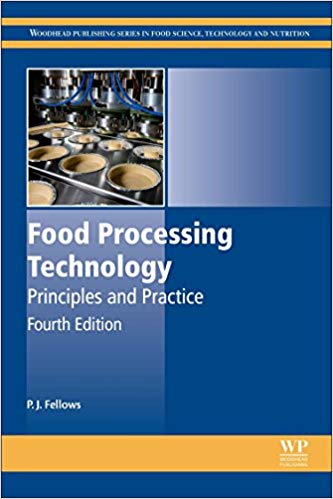 WOODHEAD PUBLISHING SERIES IN FOOD SCIENCE, TECHNOLOGY AND NUTRITION
Food Processing
Technology
Principles and Practice
Fourth Edition
P. J. Fellows
WP
WOODHEAD
PUBLISHING